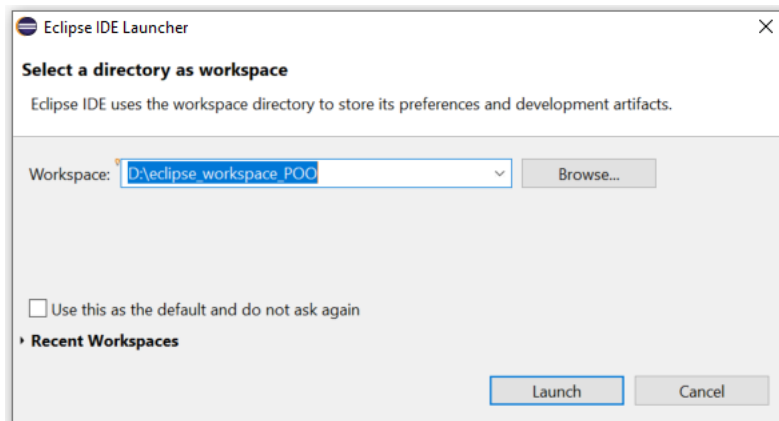 Eclipse IDE Launcher
Select a directory as workspace
Eclipse IDE uses the workspace directory to store its preferences and development artifacts.
Workspace: D:\eclipse_workspace_POO Browse...
Use this as the default and do not ask again
Recent Workspaces
Launch Cancel